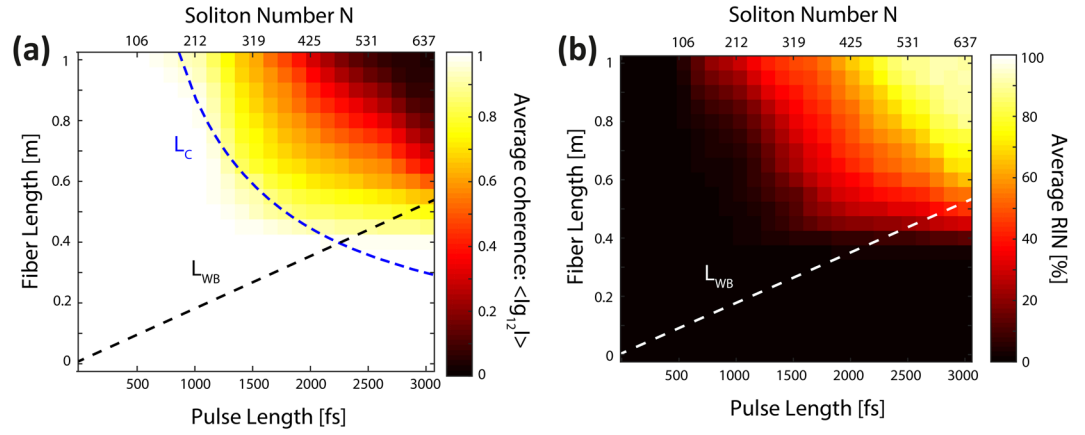 Soliton Number N
(a)
106 212 319 425 531 637
1
0.8
0.6
0.4
0.2
0
Fiber Length [m]
L_C
L_WB
500 1000 1500 2000 2500 3000
Pulse Length [fs]
1
0.8
0.6
0.4
0.2
0
Average coherence: <|g_12|>
Soliton Number N
(b)
106 212 319 425 531 637
1
0.8
0.6
0.4
0.2
0
Fiber Length [m]
L_WB
500 1000 1500 2000 2500 3000
Pulse Length [fs]
100
80
60
40
20
0
Average RIN [%]